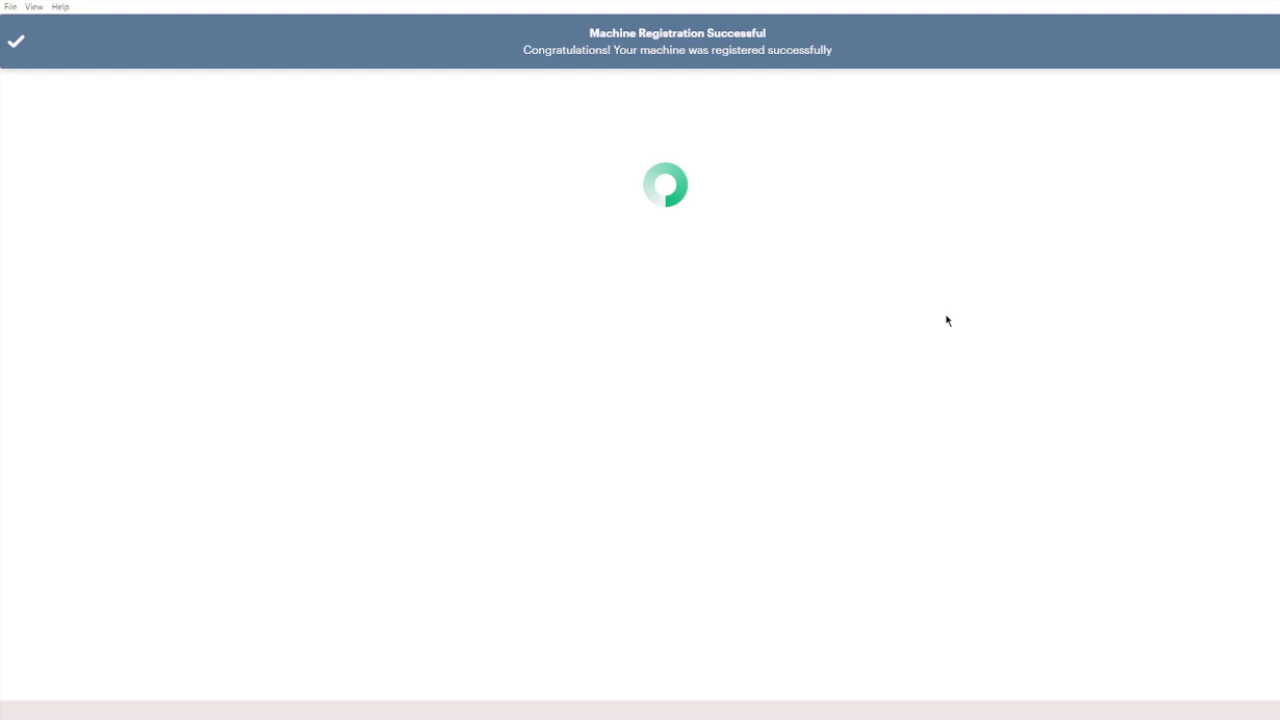 File View Help
Machine Registration Successful
Congratulations! Your machine was registered successfully